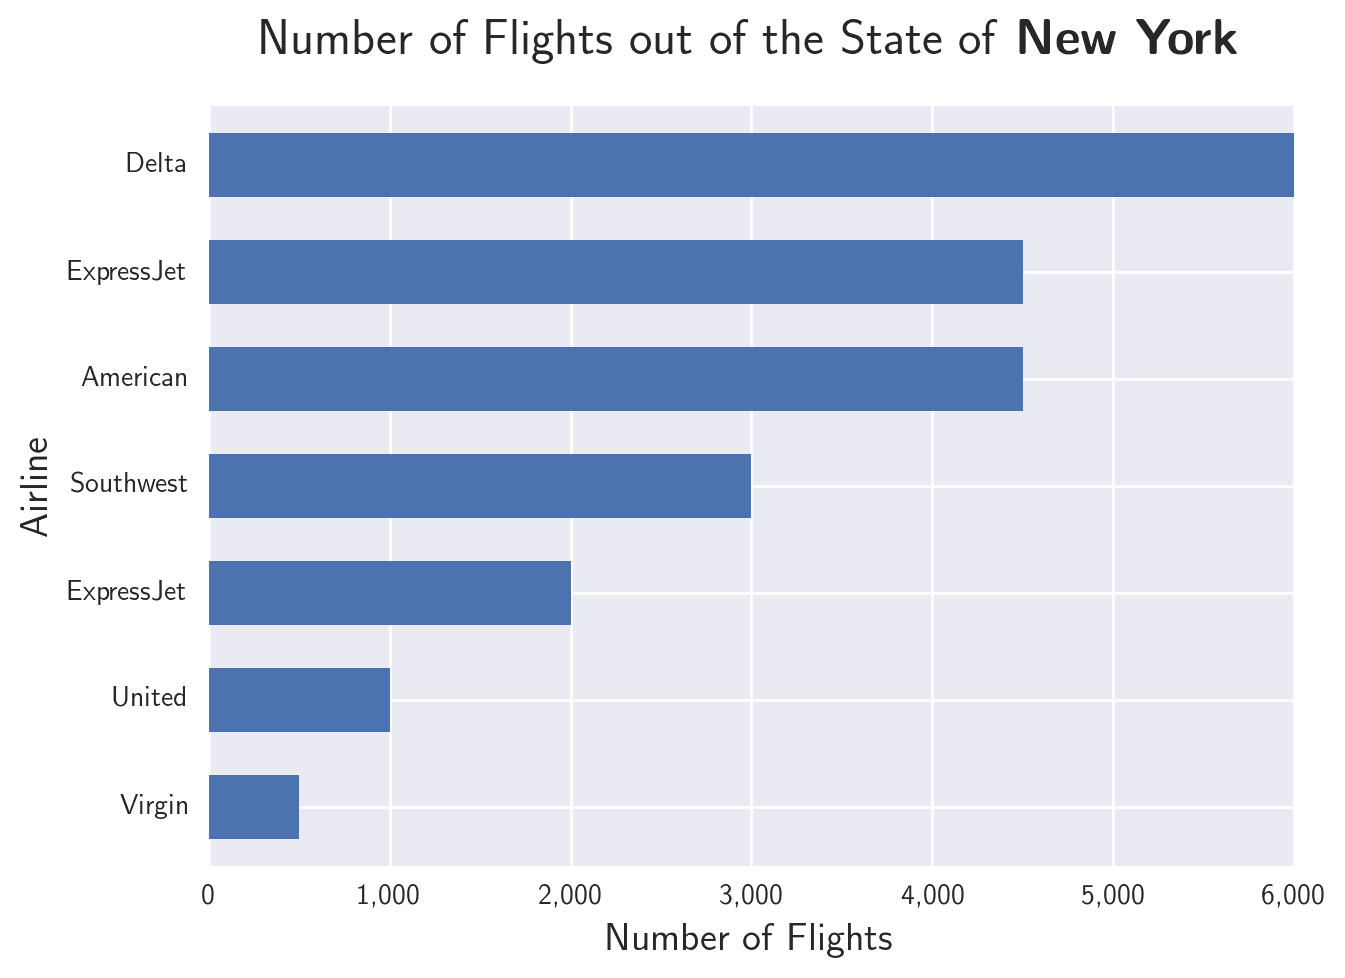 Number of Flights out of the State of New York
Delta
ExpressJet
American
Southwest
ExpressJet
United
Virgin
Airline
0 1,000 2,000 3,000 4,000 5,000 6,000
Number of Flights